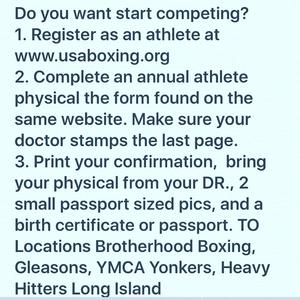 Do you want start competing?
1. Register as an athlete at
www.usaboxing.org
2. Complete an annual athlete
physical the form found on the
same website. Make sure your
doctor stamps the last page.
3. Print your confirmation,  bring
your physical from your DR., 2
small passport sized pics, and a
birth certificate or passport. TO
Locations Brotherhood Boxing,
Gleasons, YMCA Yonkers, Heavy
Hitters Long Island